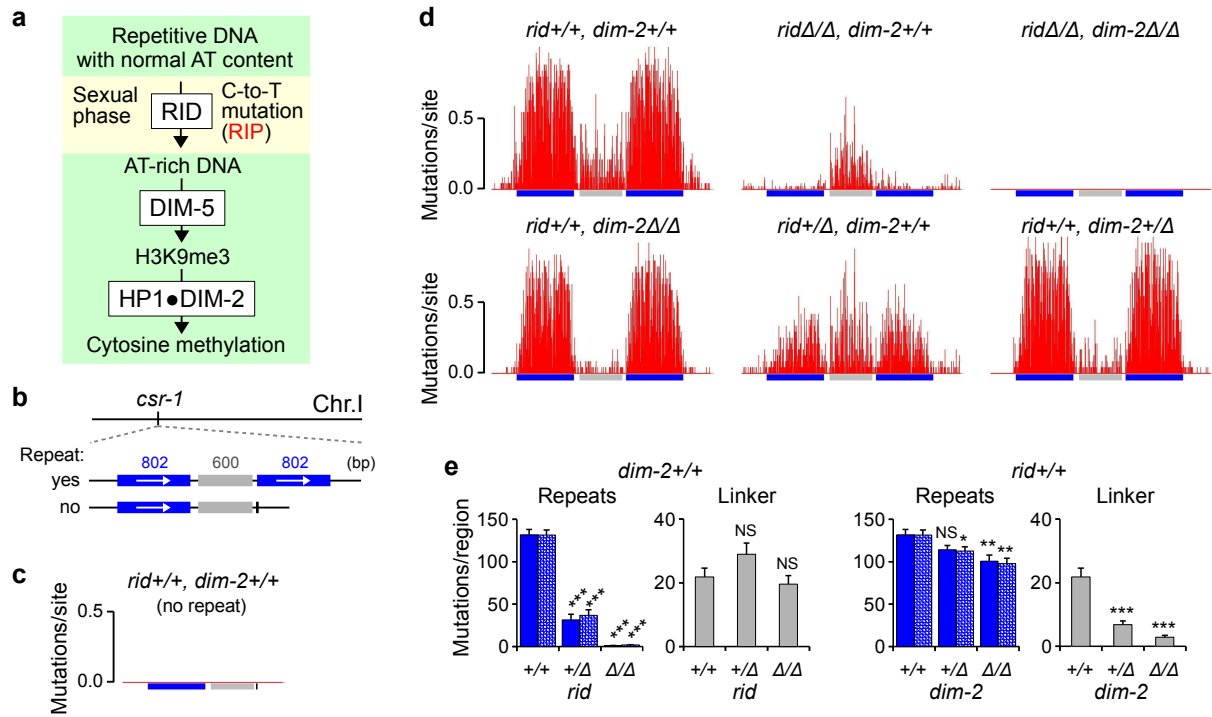 a
Repetitive DNA
with normal AT content
Sexual
phase
RID
C-to-T
mutation
(RIP)
AT-rich DNA
DIM-5
H3K9me3
HP1●DIM-2
Cytosine methylation
b
csr-1
Chr.I
Repeat:
802
600
802
(bp)
yes
no
c
rid+/+, dim-2+/+
(no repeat)
Mutations/site
0.5
0.0
d
rid+/+, dim-2+/+
ridΔ/Δ, dim-2+/+
ridΔ/Δ, dim-2Δ/Δ
Mutations/site
0.5
0.0
rid+/+, dim-2Δ/Δ
rid+/Δ, dim-2+/+
rid+/+, dim-2+/Δ
Mutations/site
0.5
0.0
e
dim-2+/+
Repeats
Linker
Mutations/region
150
100
50
0
***
***
***
***
+/+
+/Δ
Δ/Δ
rid
40
20
0
NS
NS
+/+
+/Δ
Δ/Δ
rid
rid+/+
Repeats
Linker
150
100
50
0
NS
*
**
**
+/+
+/Δ
Δ/Δ
dim-2
40
20
0
***
***
+/+
+/Δ
Δ/Δ
dim-2